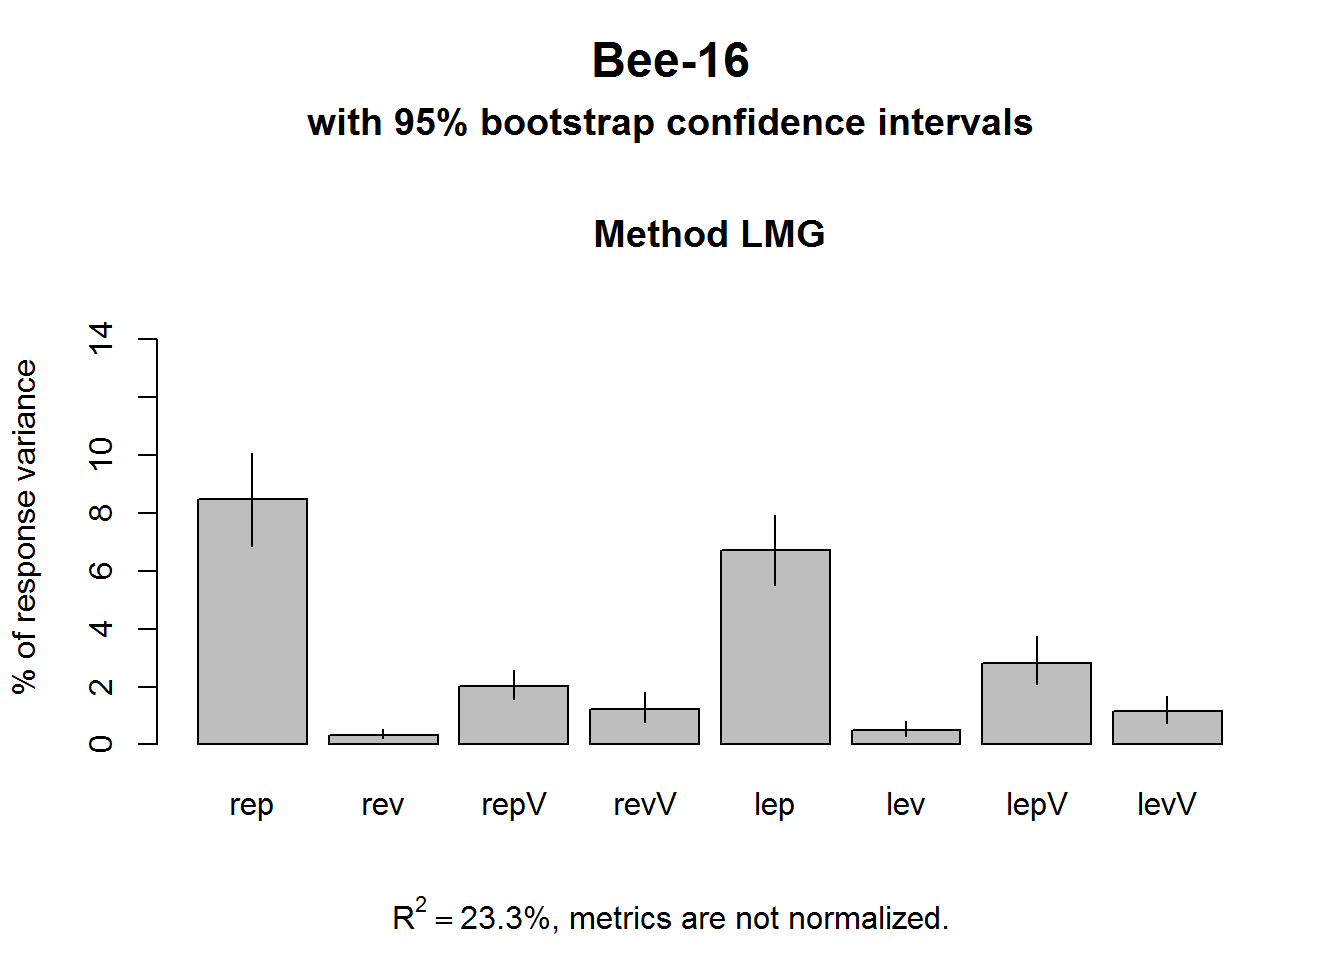 Bee-16
with 95% bootstrap confidence intervals
Method LMG
% of response variance
14
10
8
6
4
2
0
rep rev repV revV lep lev lepV levV
R² = 23.3%, metrics are not normalized.